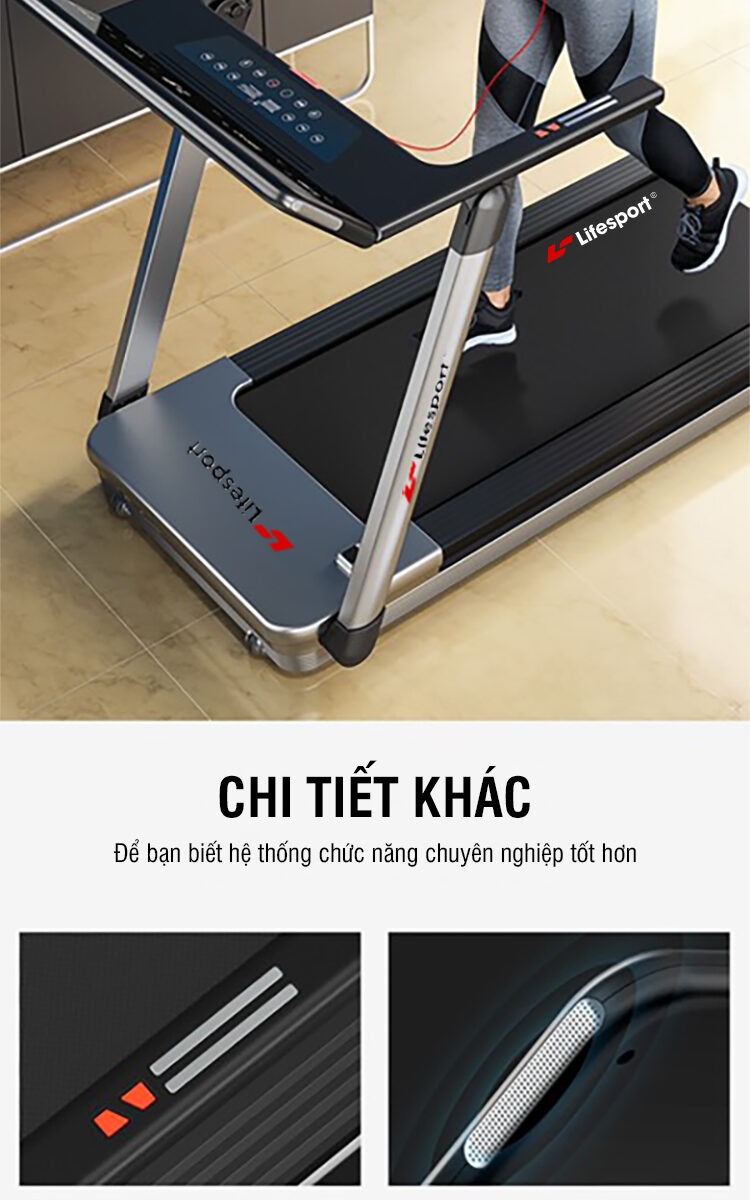 Lifesport®
Lifesport
Lifesport
CHI TIẾT KHÁC
Để bạn biết hệ thống chức năng chuyên nghiệp tốt hơn